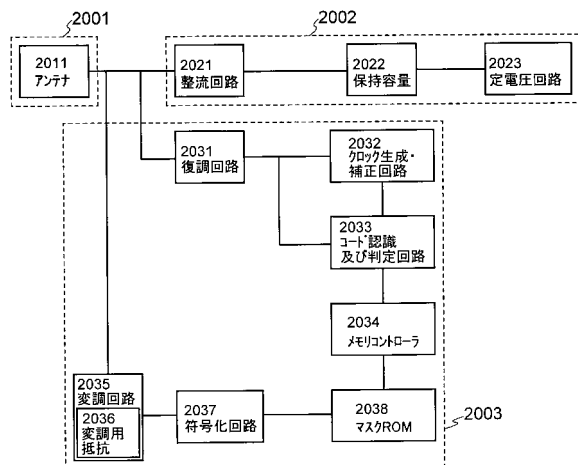 2001
2002
2011
アンテナ
2021
整流回路
2022
保持容量
2023
定電圧回路
2031
復調回路
2032
クロック生成・
補正回路
2033
コード認識
及び判定回路
2034
メモリコントローラ
2035
変調回路
2036
変調用
抵抗
2037
符号化回路
2038
マスクROM
2003